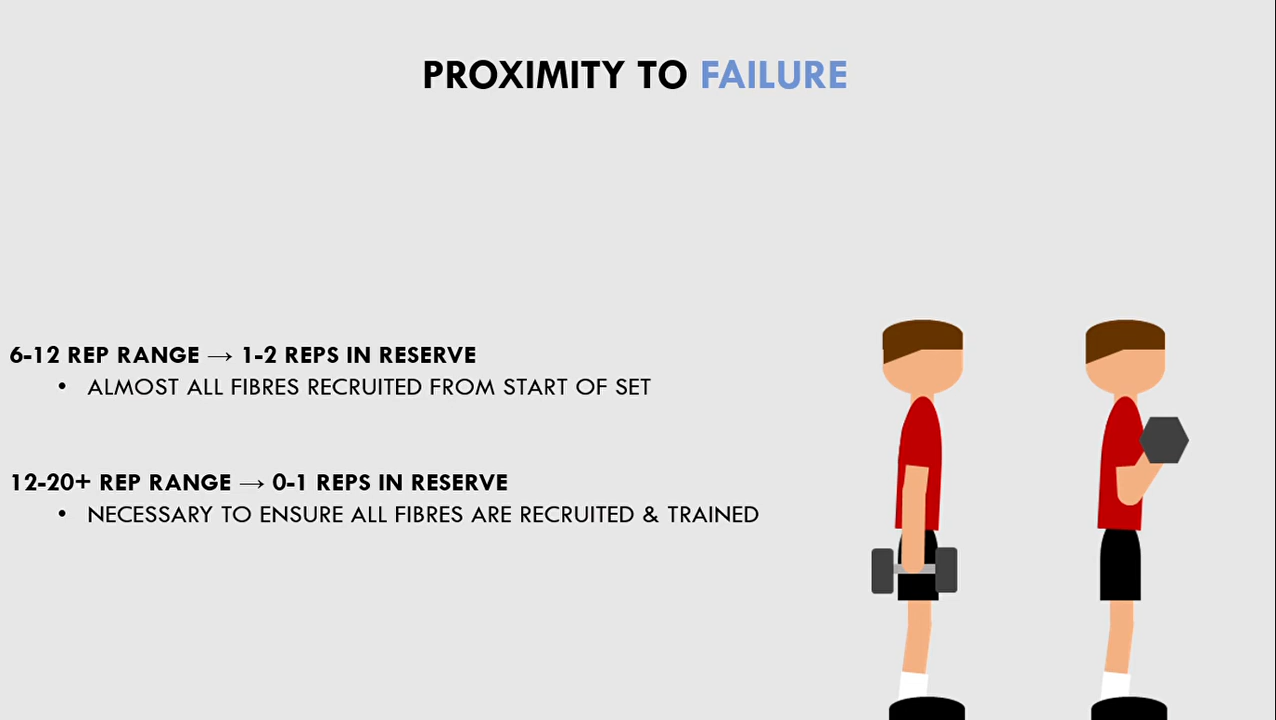 PROXIMITY TO FAILURE
6-12 REP RANGE → 1-2 REPS IN RESERVE
• ALMOST ALL FIBRES RECRUITED FROM START OF SET
12-20+ REP RANGE → 0-1 REPS IN RESERVE
• NECESSARY TO ENSURE ALL FIBRES ARE RECRUITED & TRAINED